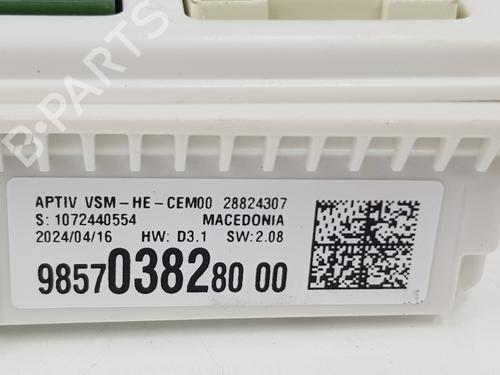 B-PARTS
APTIV VSM-HE-CEM00 28824307
S: 1072440554 MACEDONIA
2024/04/16 HW: D3.1 SW:2.08
9857038280 00